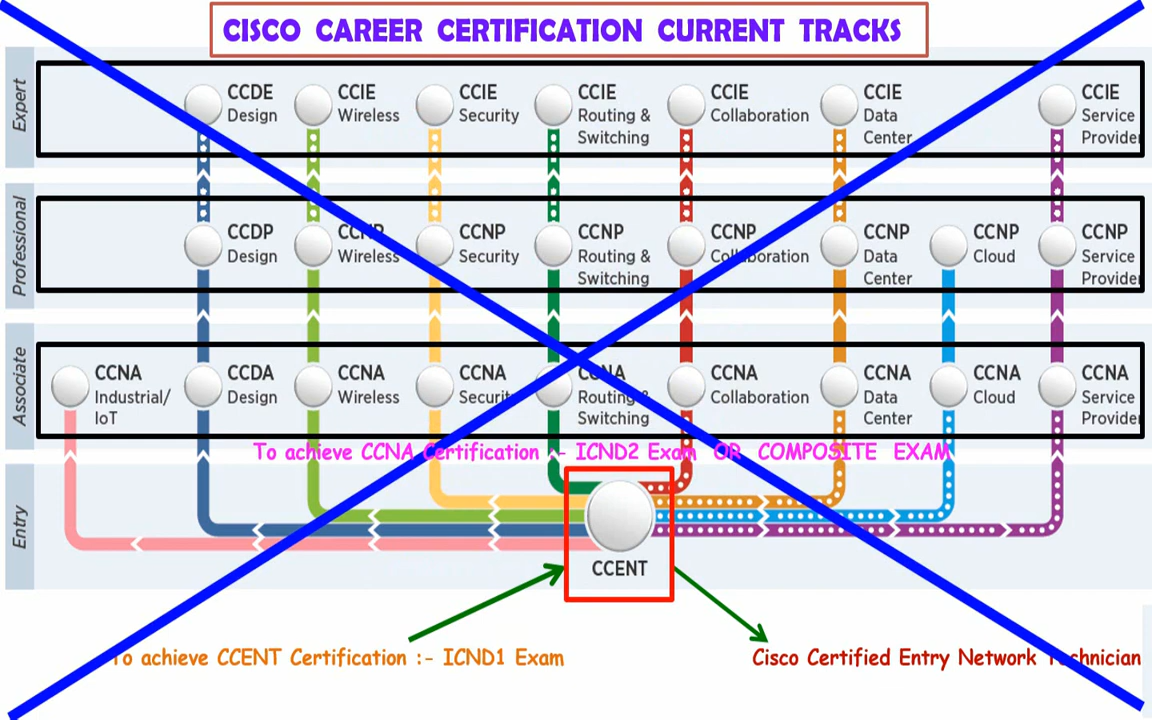 CISCO CAREER CERTIFICATION CURRENT TRACKS
Expert
CCDE
Design
CCIE
Wireless
CCIE
Security
CCIE
Routing &
Switching
CCIE
Collaboration
CCIE
Data
Center
CCIE
Service
Provider
Professional
CCDP
Design
CCNP
Wireless
CCNP
Security
CCNP
Routing &
Switching
CCNP
Collaboration
CCNP
Data
Center
CCNP
Cloud
CCNP
Service
Provider
Associate
CCNA
Industrial/
IoT
CCDA
Design
CCNA
Wireless
CCNA
Security
CCNA
Routing &
Switching
CCNA
Collaboration
CCNA
Data
Center
CCNA
Cloud
CCNA
Service
Provider
To achieve CCNA Certification :- ICND2 Exam OR COMPOSITE EXAM
Entry
CCENT
To achieve CCENT Certification :- ICND1 Exam
Cisco Certified Entry Network Technician